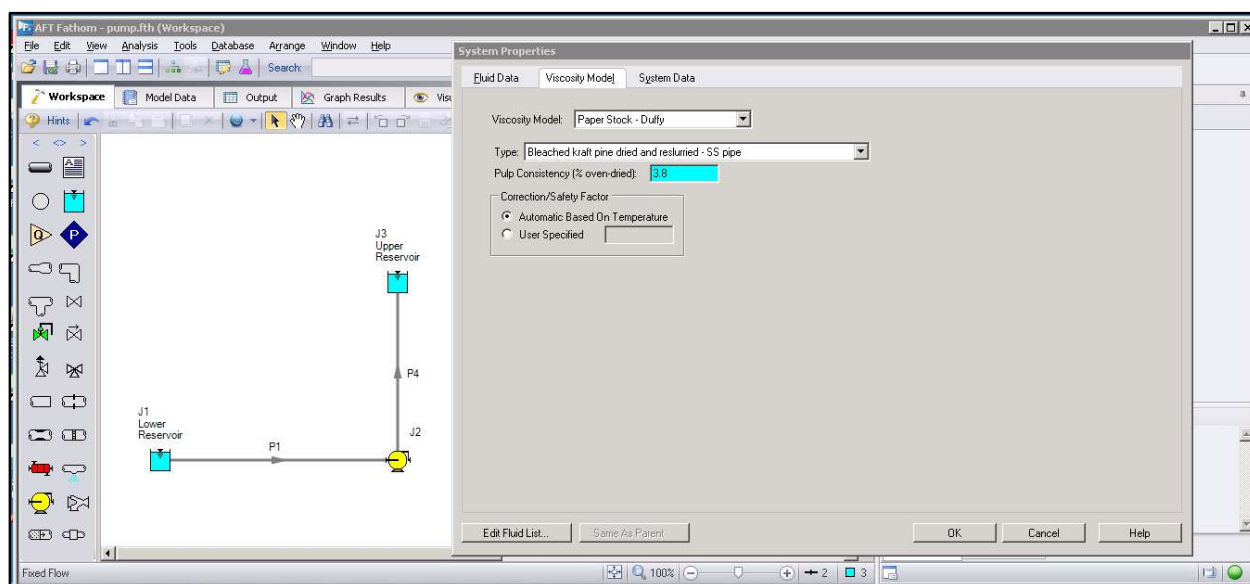 AFT Fathom - pump.fth (Workspace)
File Edit View Analysis Tools Database Arrange Window Help
Search:
Workspace Model Data Output Graph Results
Hints
J3
Upper
Reservoir
P4
J1
Lower
Reservoir
P1
J2
Fixed Flow
100%
2
3
System Properties
Fluid Data Viscosity Model System Data
Viscosity Model: Paper Stock - Duffy
Type: Bleached kraft pine dried and reslurried - SS pipe
Pulp Consistency (% oven-dried): 3.8
Correction/Safety Factor
Automatic Based On Temperature
User Specified
Edit Fluid List... Same As Parent OK Cancel Help